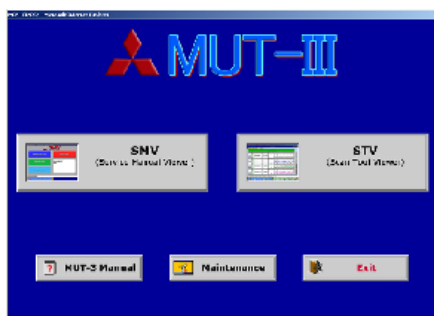 MUT-III
SMV
(Service Manual Viewer)
STV
(Scan Tool Viewer)
MUT-3 Manual
Maintenance
Exit